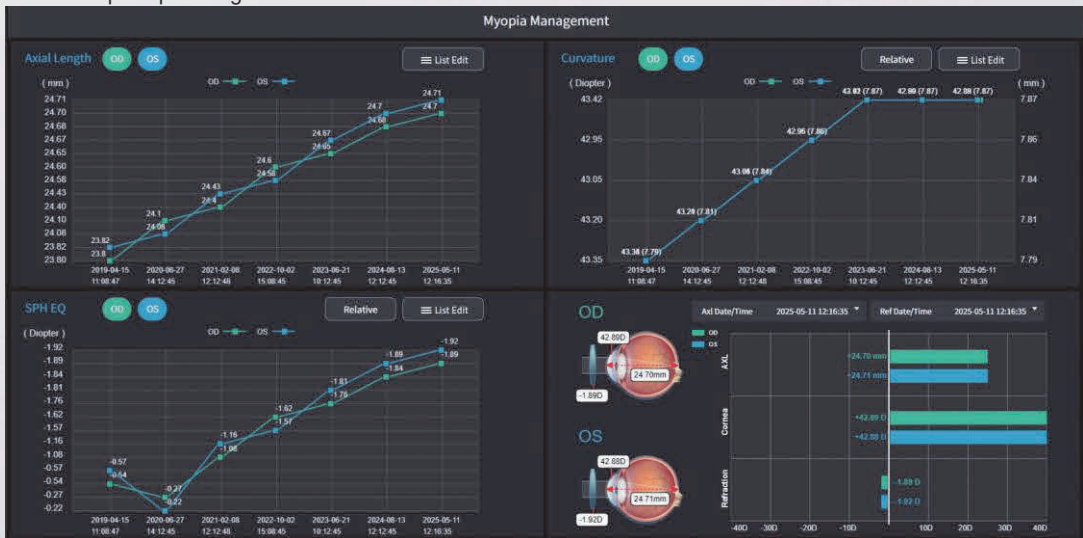 Myopia Management
Axial Length OD OS List Edit
( mm )
OD OS
24.71
24.70
24.68
24.67
24.65
24.60
24.58
24.43
24.40
24.10
24.08
23.82
23.80
23.82
23.8
24.1
24.08
24.43
24.4
24.6
24.58
24.67
24.65
24.7
24.68
24.71
24.7
2019-04-15 2020-06-27 2021-02-08 2022-10-02 2023-06-21 2024-08-13 2025-05-11
11:08:47 14:12:45 12:12:48 15:08:45 10:12:45 12:12:45 12:16:35
Curvature OD OS Relative List Edit
( Diopter ) ( mm )
OD OS
43.42 7.87
42.95 7.86
43.05 7.84
43.20 7.81
43.35 7.79
(7.79)
(7.81)
(7.84)
42.96 (7.86)
(7.87)
(7.87)
(7.87)
2019-04-15 2020-06-27 2021-02-08 2022-10-02 2023-06-21 2024-08-13 2025-05-11
11:08:47 14:12:45 12:12:48 15:08:45 10:12:45 12:12:45 12:16:35
SPH EQ OD OS Relative List Edit
( Diopter )
OD OS
-1.92
-1.89
-1.84
-1.81
-1.76
-1.62
-1.57
-1.16
-1.08
-0.57
-0.54
-0.27
-0.22
-0.57
-0.54
-0.27
-0.22
-1.16
-1.08
-1.62
-1.57
-1.81
-1.76
-1.89
-1.84
-1.92
-1.89
2019-04-15 2020-06-27 2021-02-08 2022-10-02 2023-06-21 2024-08-13 2025-05-11
11:08:47 14:12:45 12:12:48 15:08:45 10:12:45 12:12:45 12:16:35
OD
42.89D
24.70mm
-1.89D
OS
42.88D
24.71mm
-1.92D
Axl Date/Time 2025-05-11 12:16:35 Ref Date/Time 2025-05-11 12:16:35
OD
OS
AXL
+24.70 mm
+24.71 mm
Cornea
+42.89 D
+42.88 D
Refraction
-1.89 D
-1.92 D
-400 -300 -200 -100 0 100 200 300 400